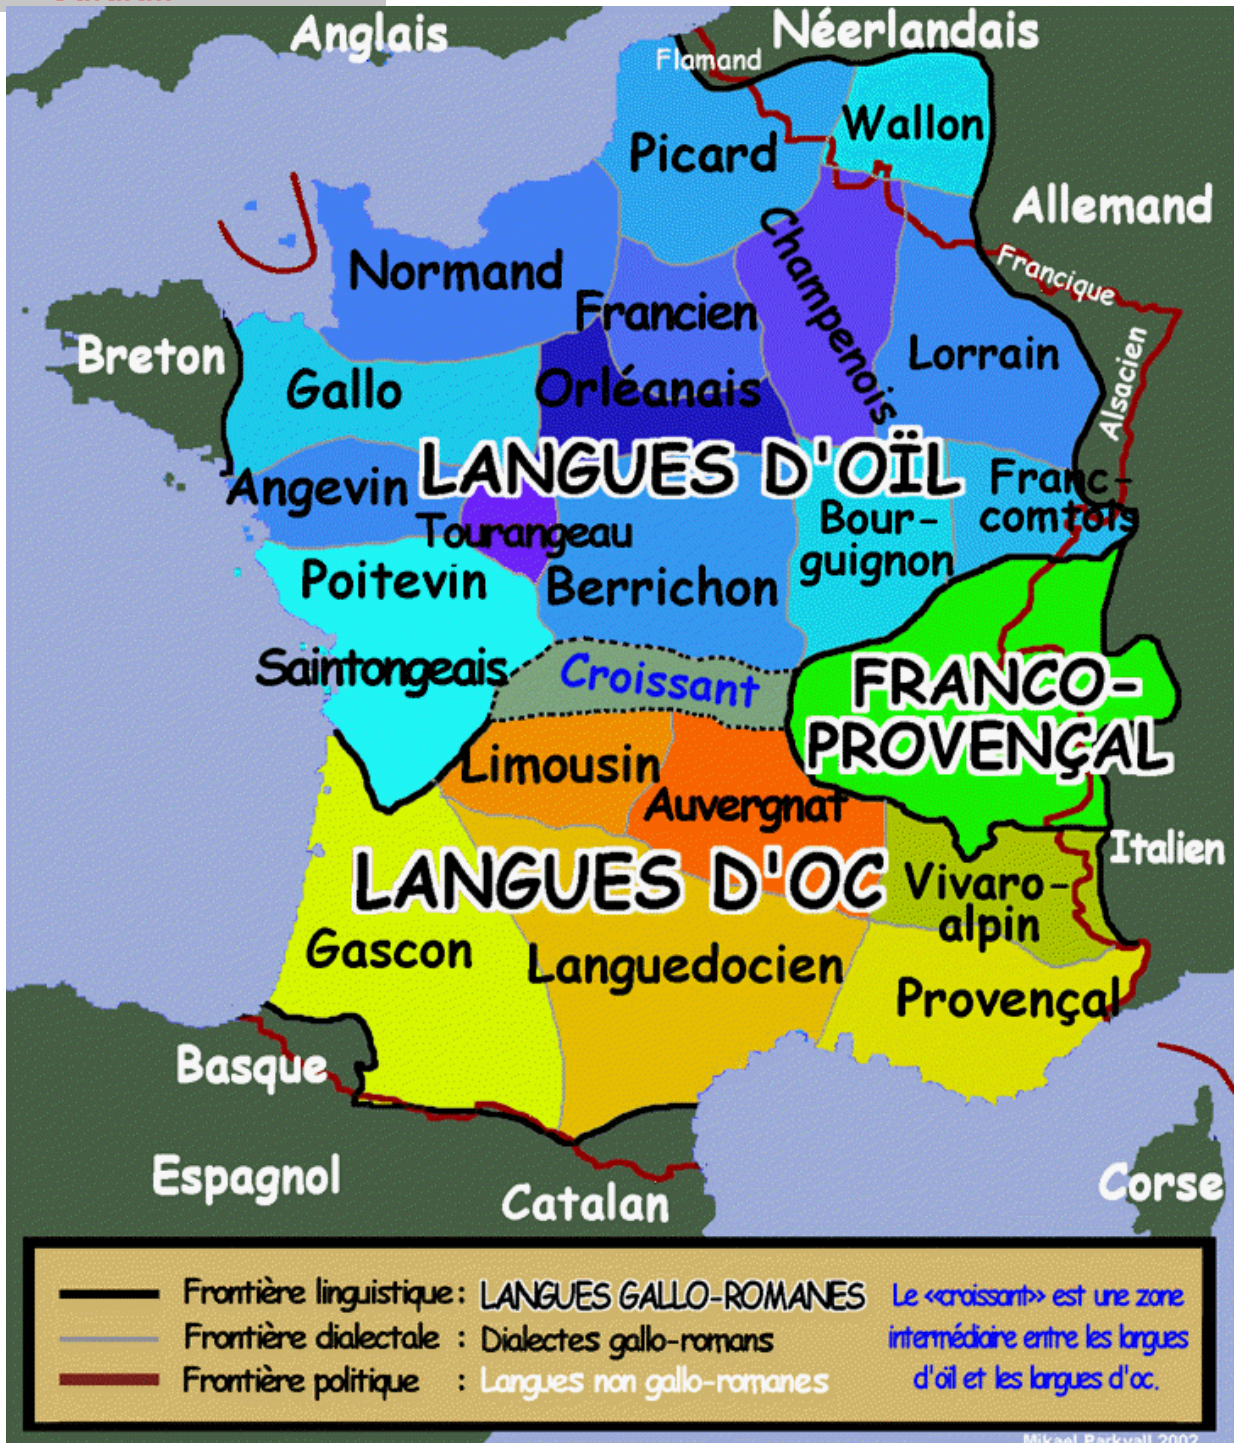 Anglais
Néerlandais
Flamand
Wallon
Picard
Allemand
Champenois
Normand
Francique
Francien
Breton
Lorrain
Gallo
Orléanais
Alsacien
LANGUES D'OÏL
Angevin
Franc-
comtois
Tourangeau
Bour-
guignon
Poitevin
Berrichon
Saintongeais
Croissant
FRANCO-
PROVENÇAL
Limousin
Auvergnat
Italien
LANGUES D'OC
Vivaro-
alpin
Gascon
Languedocien
Provençal
Basque
Espagnol
Catalan
Corse
Frontière linguistique : LANGUES GALLO-ROMANES
Frontière dialectale : Dialectes gallo-romans
Frontière politique : Langues non gallo-romanes
Le «croissant» est une zone
intermédiaire entre les langues
d'oïl et les langues d'oc.
Mikael Parkvall 2002